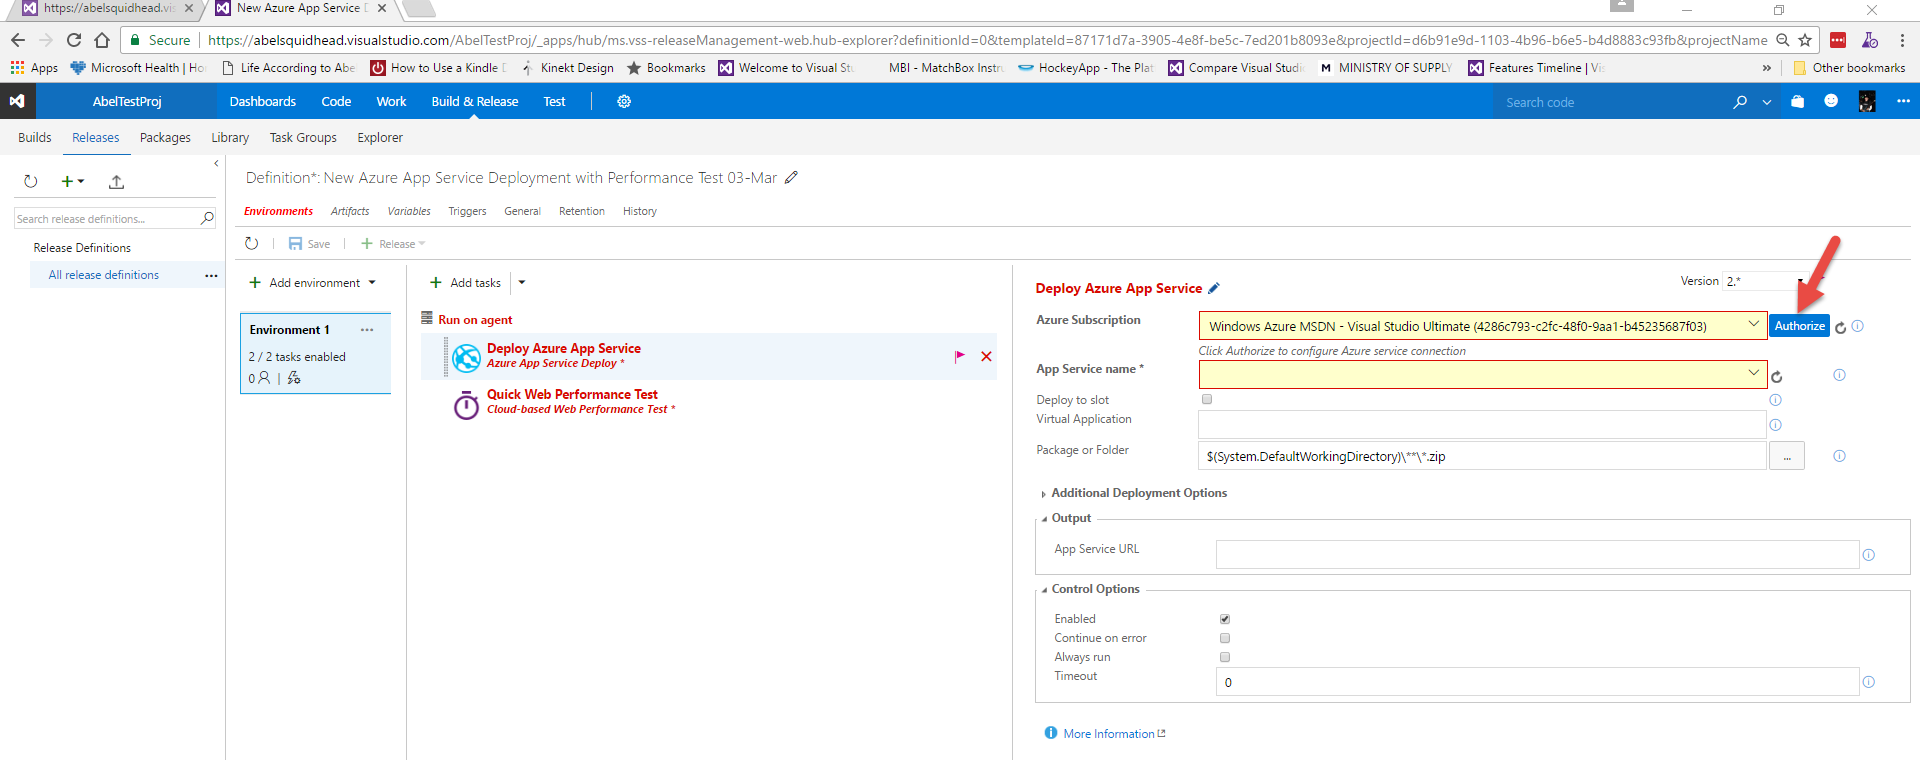 https://abelsquidhead.vis
New Azure App Service D
Secure
https://abelsquidhead.visualstudio.com/AbelTestProj/_apps/hub/ms.vss-releaseManagement-web.hub-explorer?definitionId=0&templateId=87171d7a-3905-4e8f-be5c-7ed201b8093e&projectId=d6b91e9d-1103-4b96-b6e5-b4d8883c93fb&projectName
Apps
Microsoft Health | Ho
Life According to Abe
How to Use a Kindle D
Kinekt Design
Bookmarks
Welcome to Visual Stu
MBI - MatchBox Instru
HockeyApp - The Plat
Compare Visual Studio
MINISTRY OF SUPPLY
Features Timeline | Vis
Other bookmarks
AbelTestProj
Dashboards
Code
Work
Build & Release
Test
Search code
Builds
Releases
Packages
Library
Task Groups
Explorer
Search release definitions...
Release Definitions
All release definitions
Definition*: New Azure App Service Deployment with Performance Test 03-Mar
Environments
Artifacts
Variables
Triggers
General
Retention
History
Save
Release
Add environment
Environment 1
2 / 2 tasks enabled
0
Add tasks
Run on agent
Deploy Azure App Service
Azure App Service Deploy *
Quick Web Performance Test
Cloud-based Web Performance Test *
Deploy Azure App Service
Version 2.*
Azure Subscription
Windows Azure MSDN - Visual Studio Ultimate (4286c793-c2fc-48f0-9aa1-b45235687f03)
Authorize
Click Authorize to configure Azure service connection
App Service name *
Deploy to slot
Virtual Application
Package or Folder
$(System.DefaultWorkingDirectory)\**\*.zip
...
Additional Deployment Options
Output
App Service URL
Control Options
Enabled
Continue on error
Always run
Timeout
0
More Information